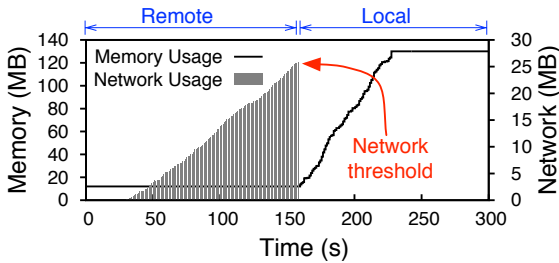 Remote Local
Memory (MB)
140
120
100
80
60
40
20
0
Memory Usage
Network Usage
Network
threshold
30
25
20
15
10
5
0
Network (MB)
0 50 100 150 200 250 300
Time (s)